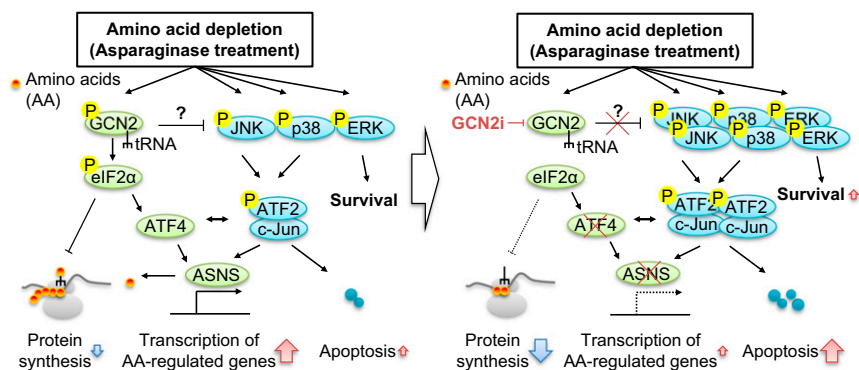 Amino acid depletion
(Asparaginase treatment)
Amino acids
(AA)
P
GCN2
tRNA
?
P
JNK
P
p38
P
ERK
P
eIF2α
Survival
ATF4
P
ATF2
c-Jun
ASNS
Protein
synthesis
Transcription of
AA-regulated genes
Apoptosis
Amino acid depletion
(Asparaginase treatment)
Amino acids
(AA)
GCN2i
GCN2
tRNA
?
P
JNK
P
p38
P
ERK
P
JNK
P
p38
P
ERK
eIF2α
Survival
ATF4
P
ATF2
P
ATF2
c-Jun
c-Jun
ASNS
Protein
synthesis
Transcription of
AA-regulated genes
Apoptosis